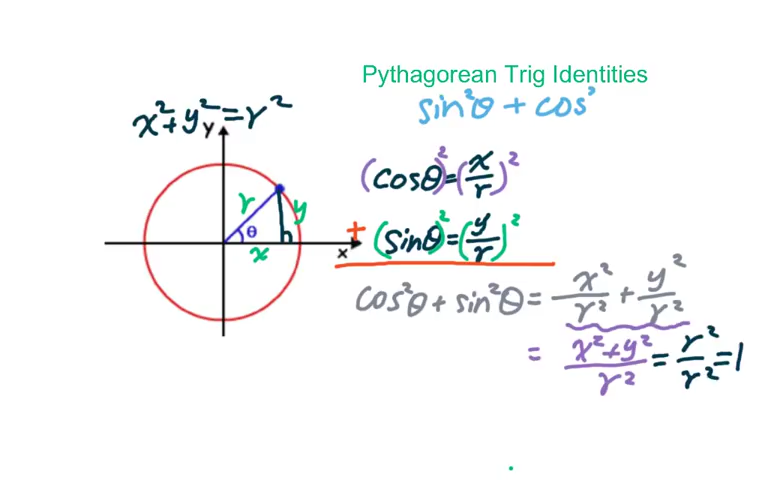 Pythagorean Trig Identities
x²+y²=r²
sin²θ + cos²
y
(cosθ)²=(x/r)²
r
y
θ
x
x
+ (sinθ)²=(y/r)²
cos²θ + sin²θ = x²/r² + y²/r²
= x²+y²/r² = r²/r² = 1